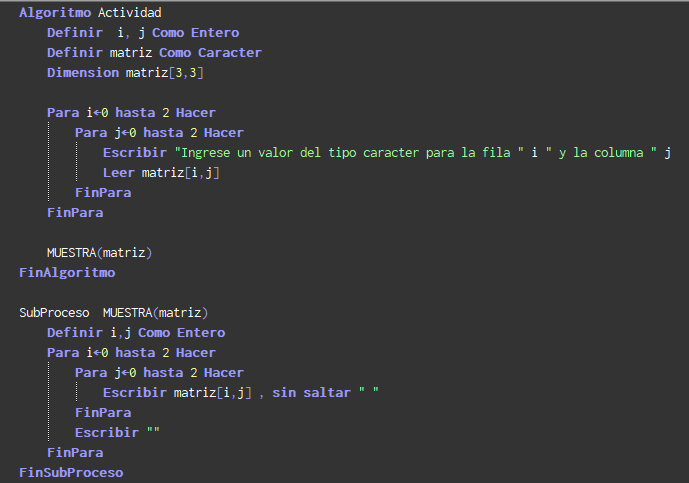 Algoritmo Actividad
Definir i, j Como Entero
Definir matriz Como Caracter
Dimension matriz[3,3]
Para i←0 hasta 2 Hacer
Para j←0 hasta 2 Hacer
Escribir "Ingrese un valor del tipo caracter para la fila " i " y la columna " j
Leer matriz[i,j]
FinPara
FinPara
MUESTRA(matriz)
FinAlgoritmo
SubProceso MUESTRA(matriz)
Definir i,j Como Entero
Para i←0 hasta 2 Hacer
Para j←0 hasta 2 Hacer
Escribir matriz[i,j] , sin saltar " "
FinPara
Escribir ""
FinPara
FinSubProceso